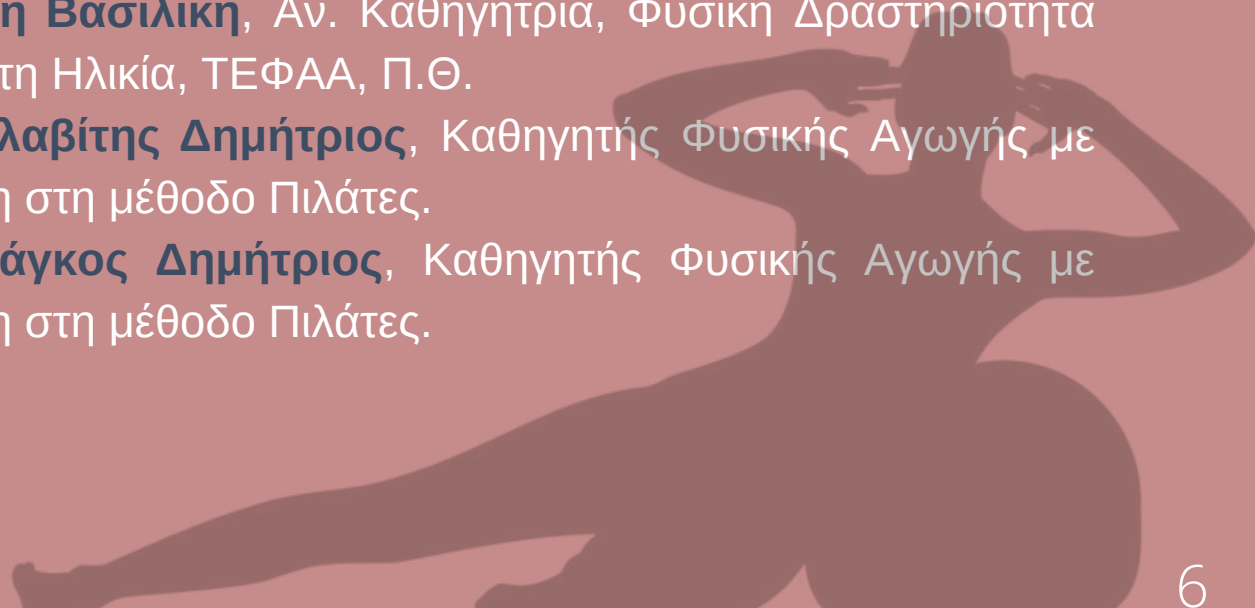 η Βασιλική, Αν. Καθηγήτρια, Φυσική Δραστηριότητα
τη Ηλικία, ΤΕΦΑΑ, Π.Θ.
λαβίτης Δημήτριος, Καθηγητής Φυσικής Αγωγής με
η στη μέθοδο Πιλάτες.
άγκος Δημήτριος, Καθηγητής Φυσικής Αγωγής με
η στη μέθοδο Πιλάτες.
6